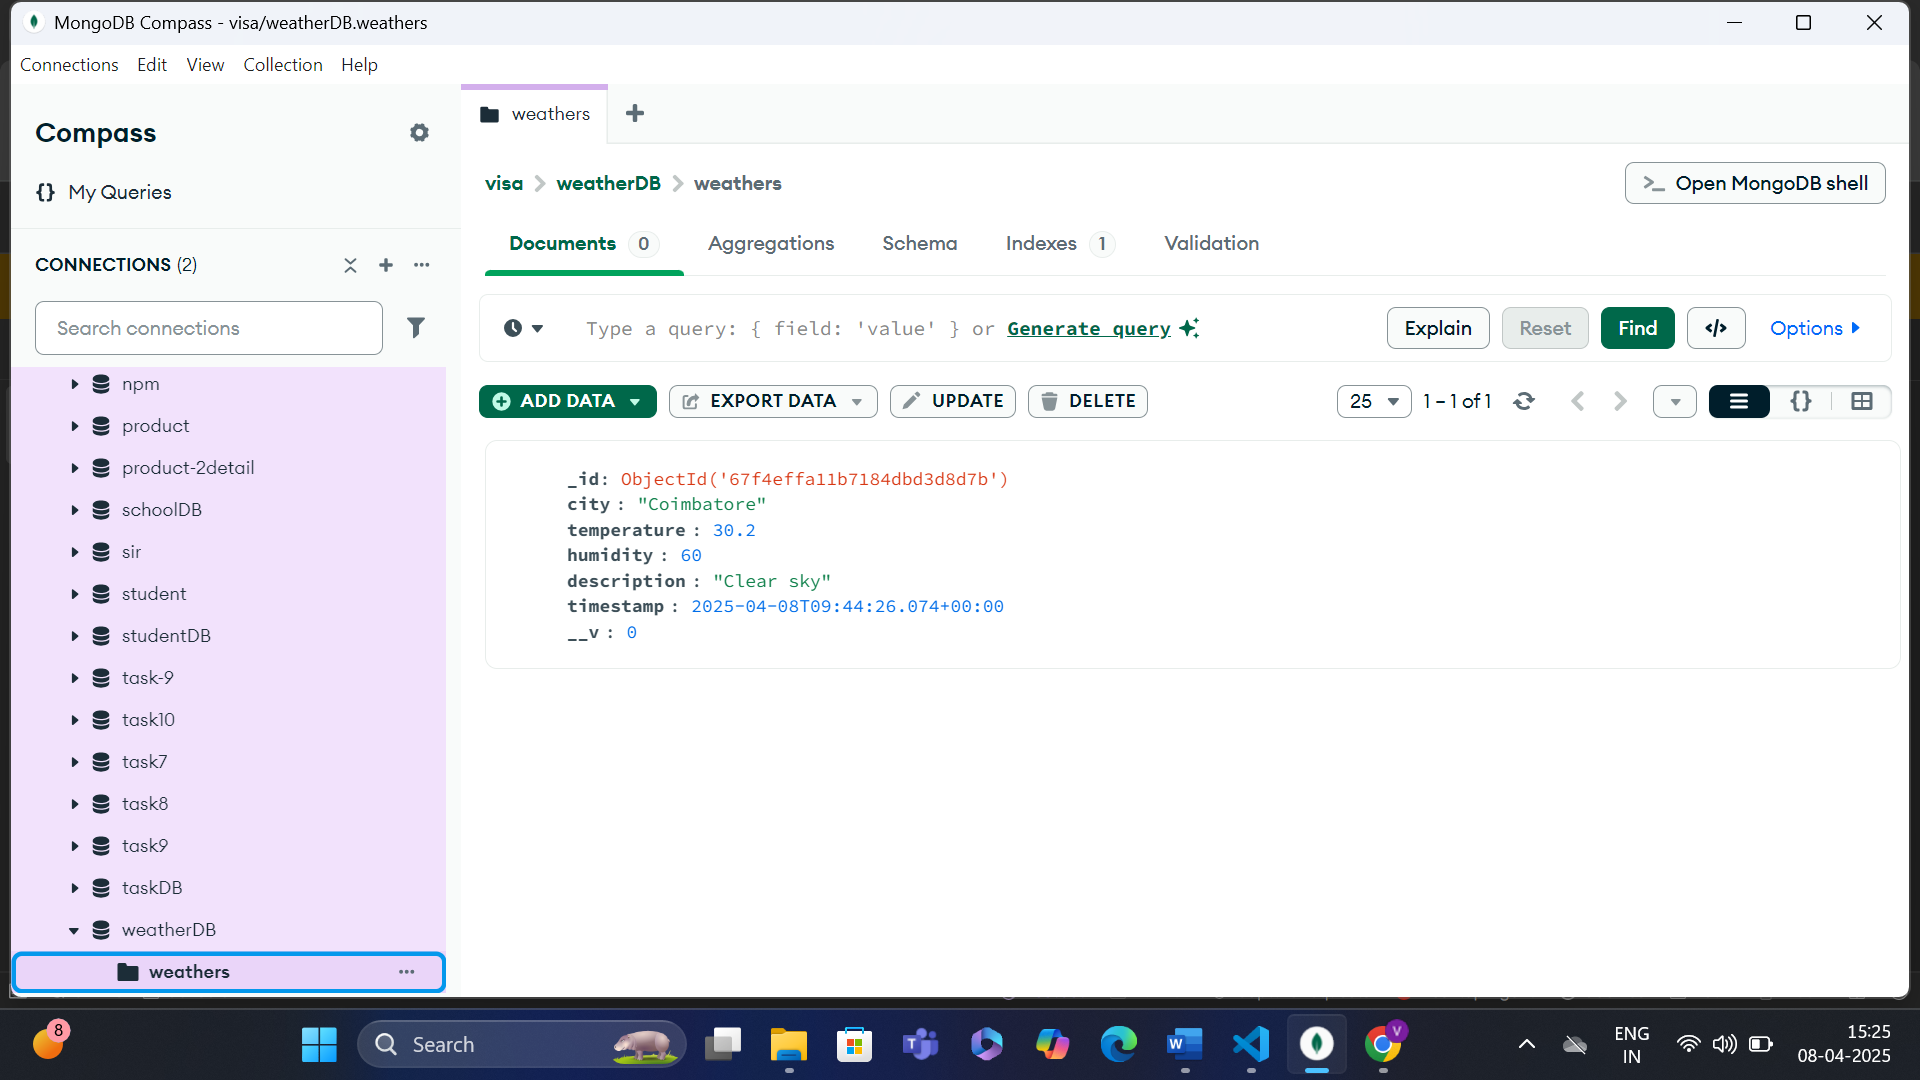 MongoDB Compass - visa/weatherDB.weathers
Connections Edit View Collection Help
Compass
{} My Queries
CONNECTIONS (2)
Search connections
npm
product
product-2detail
schoolDB
sir
student
studentDB
task-9
task10
task7
task8
task9
taskDB
weatherDB
weathers
weathers
visa > weatherDB > weathers
>_ Open MongoDB shell
Documents 0 Aggregations Schema Indexes 1 Validation
Type a query: { field: 'value' } or Generate query
Explain Reset Find </> Options
ADD DATA EXPORT DATA UPDATE DELETE
25 1 – 1 of 1 {}
_id: ObjectId('67f4effa11b7184dbd3d8d7b')
city : "Coimbatore"
temperature : 30.2
humidity : 60
description : "Clear sky"
timestamp : 2025-04-08T09:44:26.074+00:00
__v : 0
8
Search
V
ENG
IN
15:25
08-04-2025